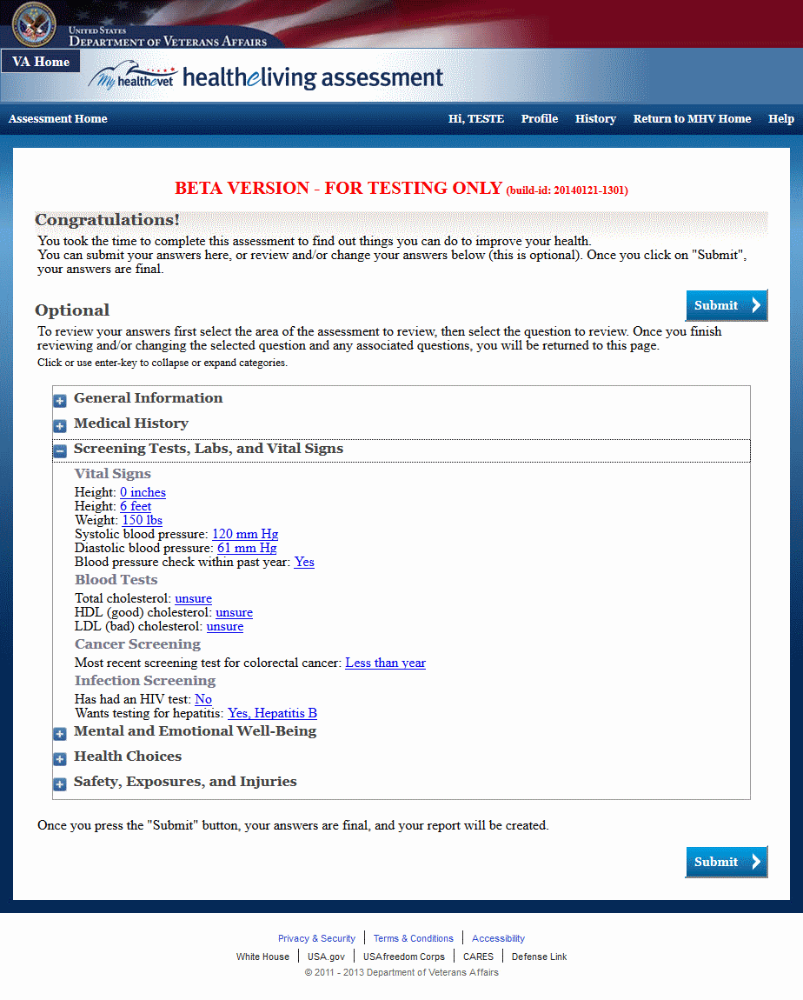 UNITED STATES
DEPARTMENT OF VETERANS AFFAIRS
VA Home
My healthevet healtheliving assessment
Assessment Home Hi, TESTE Profile History Return to MHV Home Help
BETA VERSION - FOR TESTING ONLY (build-id: 20140121-1301)
Congratulations!
You took the time to complete this assessment to find out things you can do to improve your health.
You can submit your answers here, or review and/or change your answers below (this is optional). Once you click on "Submit",
your answers are final.
Submit
Optional
To review your answers first select the area of the assessment to review, then select the question to review. Once you finish
reviewing and/or changing the selected question and any associated questions, you will be returned to this page.
Click or use enter-key to collapse or expand categories.
General Information
Medical History
Screening Tests, Labs, and Vital Signs
Vital Signs
Height: 0 inches
Height: 6 feet
Weight: 150 lbs
Systolic blood pressure: 120 mm Hg
Diastolic blood pressure: 61 mm Hg
Blood pressure check within past year: Yes
Blood Tests
Total cholesterol: unsure
HDL (good) cholesterol: unsure
LDL (bad) cholesterol: unsure
Cancer Screening
Most recent screening test for colorectal cancer: Less than year
Infection Screening
Has had an HIV test: No
Wants testing for hepatitis: Yes, Hepatitis B
Mental and Emotional Well-Being
Health Choices
Safety, Exposures, and Injuries
Once you press the "Submit" button, your answers are final, and your report will be created.
Submit
Privacy & Security Terms & Conditions Accessibility
White House USA.gov USAfreedom Corps CARES Defense Link
© 2011 - 2013 Department of Veterans Affairs